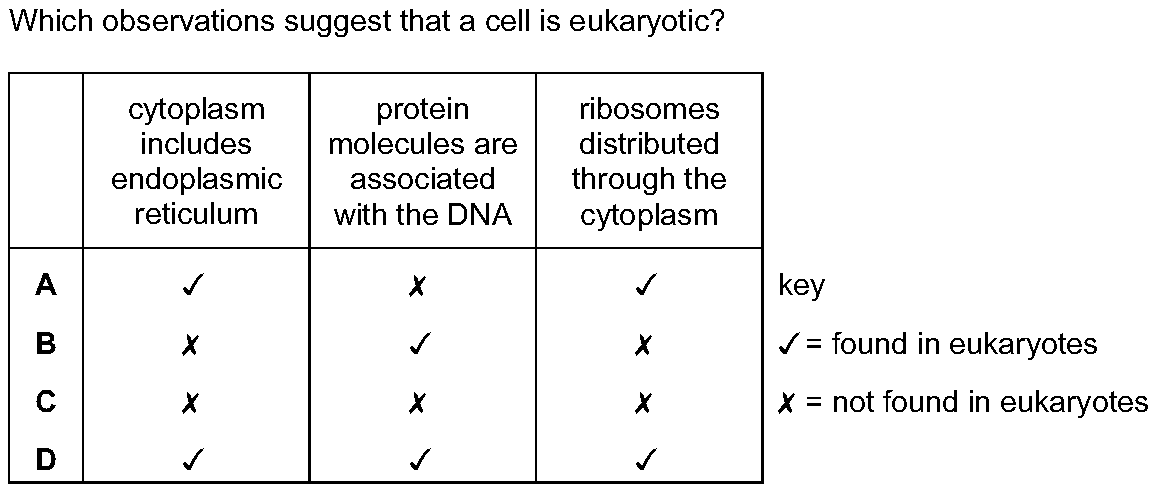 Which observations suggest that a cell is eukaryotic?
cytoplasm
includes
endoplasmic
reticulum
protein
molecules are
associated
with the DNA
ribosomes
distributed
through the
cytoplasm
A ✓ ✗ ✓
B ✗ ✓ ✗
C ✗ ✗ ✗
D ✓ ✓ ✓
key
✓ = found in eukaryotes
✗ = not found in eukaryotes